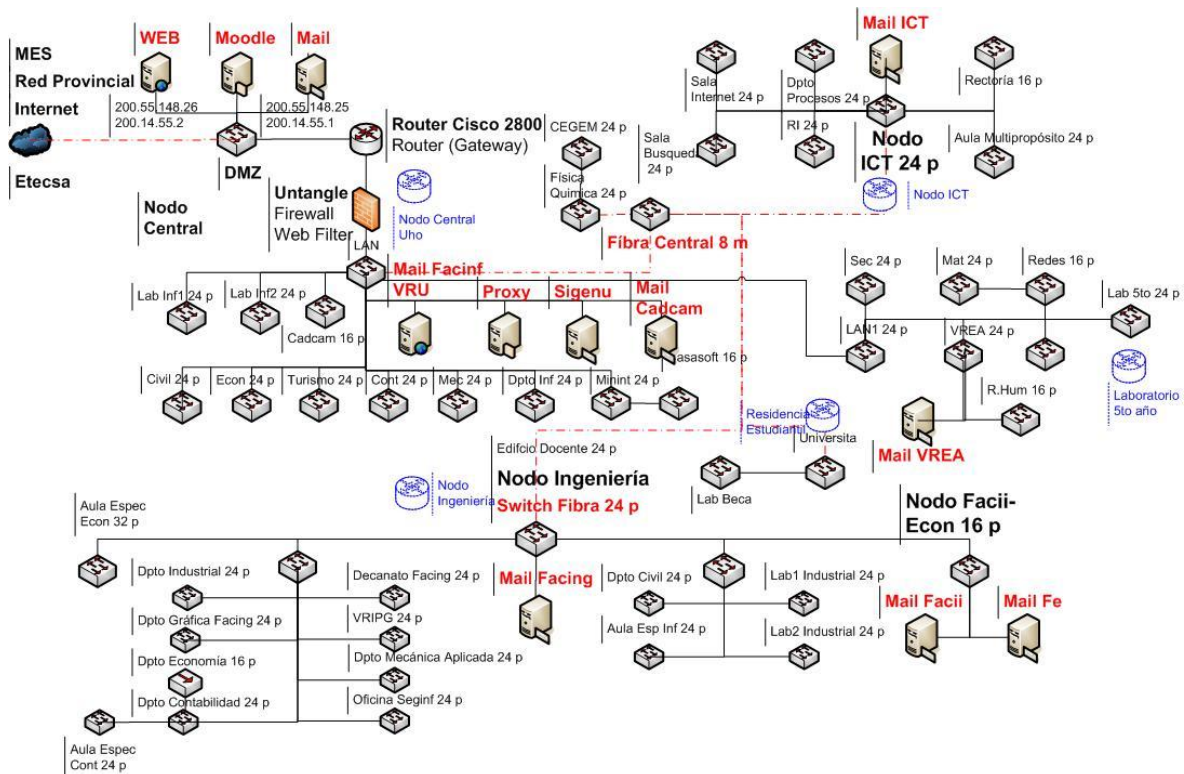 MES
Red Provincial
Internet
Etecsa
WEB
Moodle
Mail
200.55.148.26
200.14.55.2
200.55.148.25
200.14.55.1
DMZ
Router Cisco 2800
Router (Gateway)
Nodo
Central
Untangle
Firewall
Web Filter
LAN
Nodo Central
Uho
CEGEM 24 p
Física
Quimica 24 p
Sala
Busqueda
24 p
Fíbra Central 8 m
Mail ICT
Sala
Internet 24 p
Dpto
Procesos 24 p
Rectoría 16 p
RI 24 p
Nodo
ICT 24 p
Aula Multipropósito 24 p
Nodo ICT
Lab Inf1 24 p
Lab Inf2 24 p
Cadcam 16 p
Mail Facinf
VRU
Proxy
Sigenu
Mail
Cadcam
asasoft 16 p
Civil 24 p
Econ 24 p
Turismo 24 p
Cont 24 p
Mec 24 p
Dpto Inf 24 p
Minint 24 p
Sec 24 p
Mat 24 p
Redes 16 p
Lab 5to 24 p
LAN1 24 p
VREA 24 p
R.Hum 16 p
Mail VREA
Laboratorio
5to año
Residencia
Estudiantil
Universita
Lab Beca
Edifcio Docente 24 p
Nodo Ingeniería
Switch Fibra 24 p
Nodo
Ingeniería
Nodo Facii-
Econ 16 p
Aula Espec
Econ 32 p
Dpto Industrial 24 p
Decanato Facing 24 p
Dpto Gráfica Facing 24 p
VRIPG 24 p
Dpto Economía 16 p
Dpto Mecánica Aplicada 24 p
Dpto Contabilidad 24 p
Oficina Seginf 24 p
Aula Espec
Cont 24 p
Mail Facing
Dpto Civil 24 p
Lab1 Industrial 24 p
Aula Esp Inf 24 p
Lab2 Industrial 24 p
Mail Facii
Mail Fe